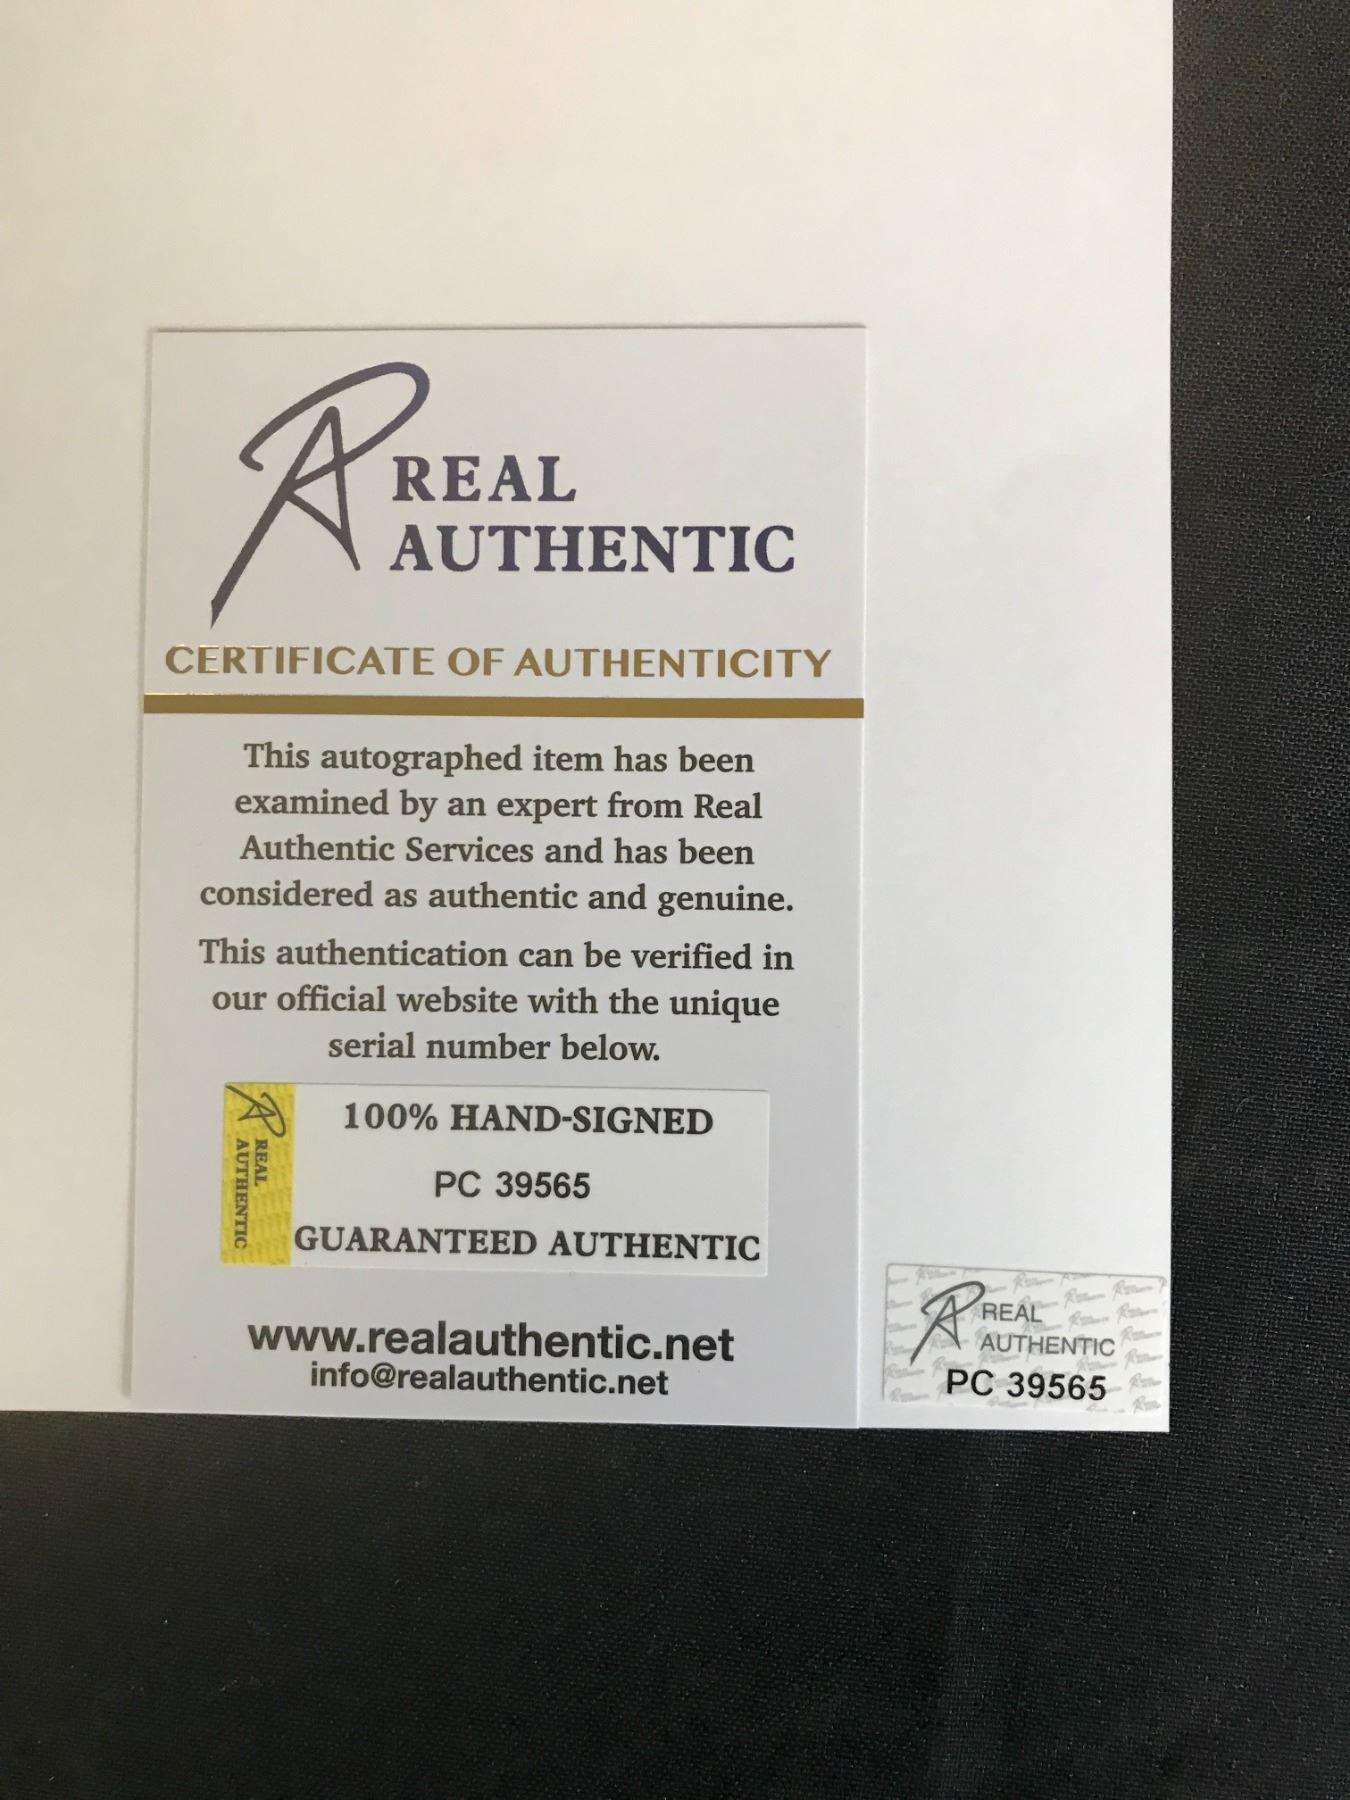 REAL
AUTHENTIC
CERTIFICATE OF AUTHENTICITY
This autographed item has been
examined by an expert from Real
Authentic Services and has been
considered as authentic and genuine.
This authentication can be verified in
our official website with the unique
serial number below.
REAL
AUTHENTIC
100% HAND-SIGNED
PC 39565
GUARANTEED AUTHENTIC
www.realauthentic.net
info@realauthentic.net
REAL
AUTHENTIC
PC 39565